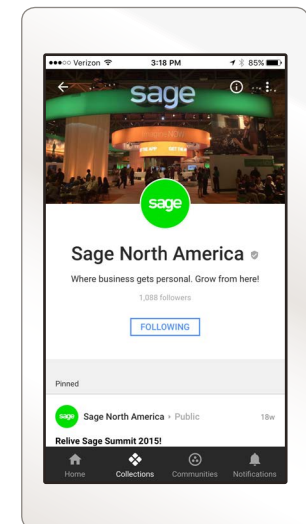 ●●●○○ Verizon 3:18 PM 85%
sage
sage
Sage North America
Where business gets personal. Grow from here!
1,088 followers
FOLLOWING
Pinned
sage Sage North America › Public 18w
Relive Sage Summit 2015!
Home Collections Communities Notifications